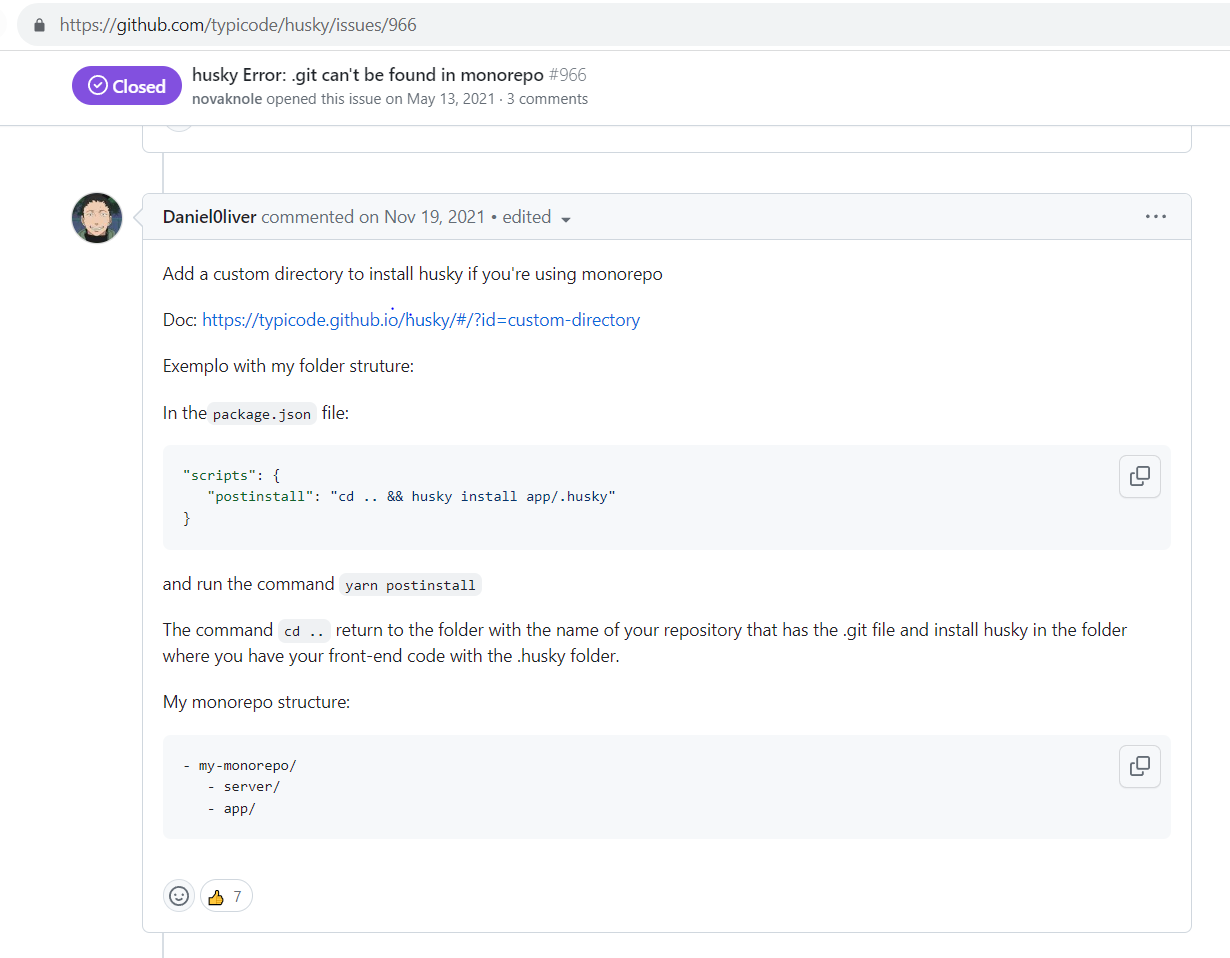 https://github.com/typicode/husky/issues/966
Closed
husky Error: .git can't be found in monorepo #966
novaknole opened this issue on May 13, 2021 · 3 comments
Daniel0liver commented on Nov 19, 2021 • edited
Add a custom directory to install husky if you're using monorepo
Doc: https://typicode.github.io/husky/#/?id=custom-directory
Exemplo with my folder struture:
In the package.json file:
"scripts": {
"postinstall": "cd .. && husky install app/.husky"
}
and run the command yarn postinstall
The command cd .. return to the folder with the name of your repository that has the .git file and install husky in the folder
where you have your front-end code with the .husky folder.
My monorepo structure:
- my-monorepo/
- server/
- app/
7